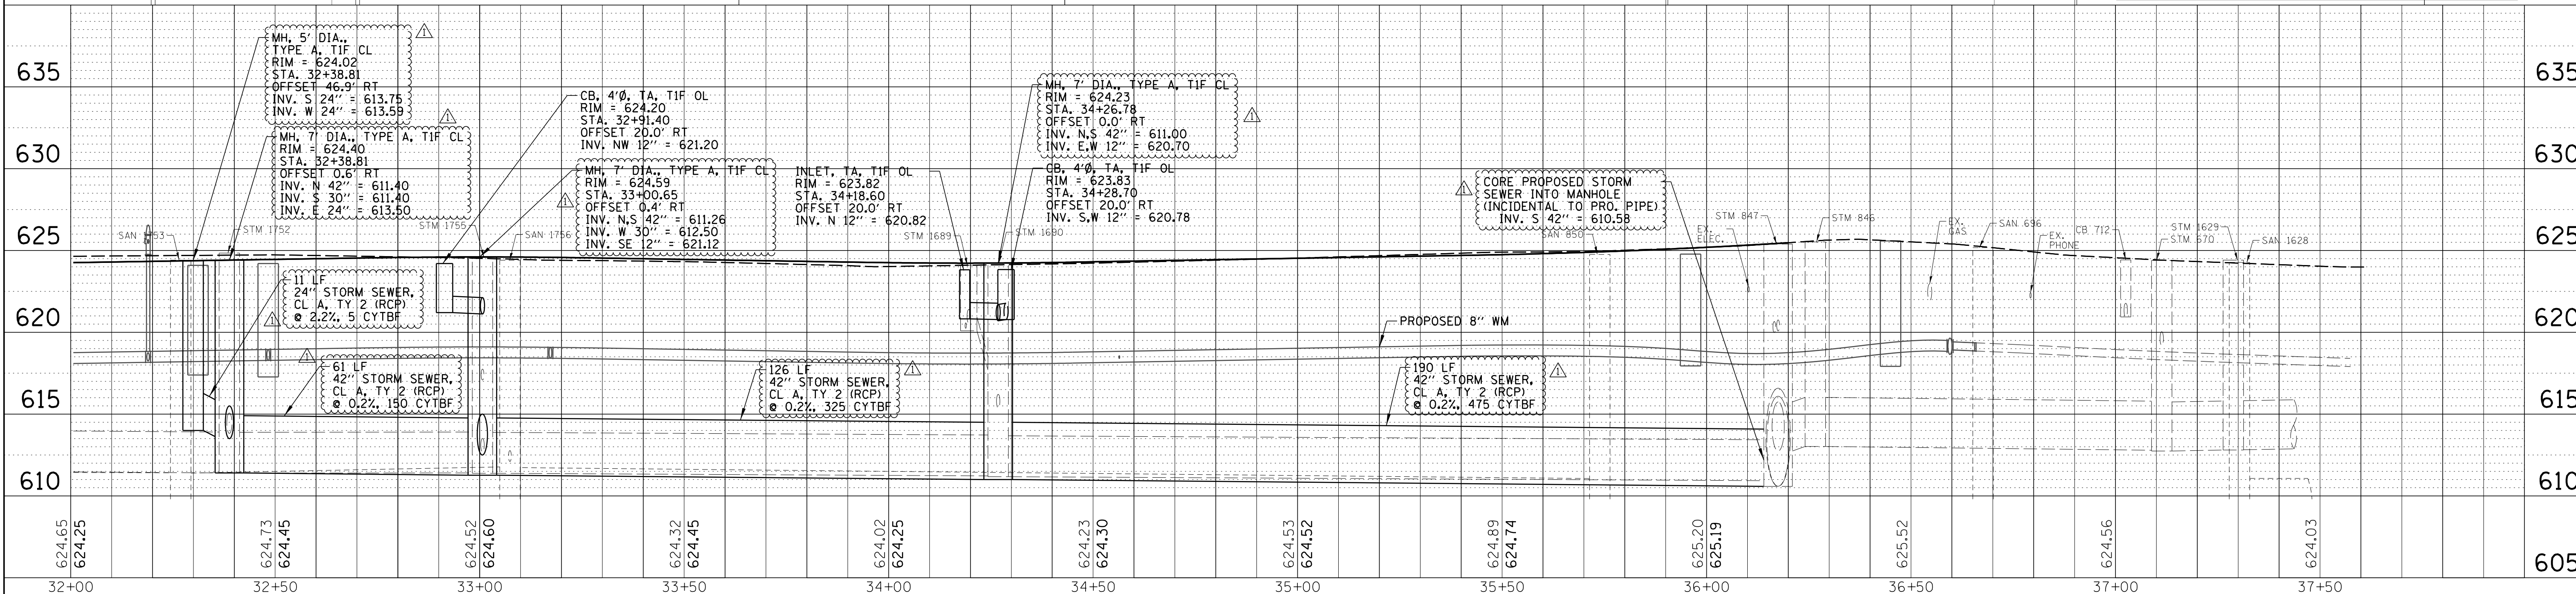 MH, 5' DIA.,
TYPE A, T1F CL
RIM = 624.02
STA. 32+38.81
OFFSET 46.9' RT
INV. S 24'' = 613.75
INV. W 24'' = 613.59
1
MH, 7' DIA., TYPE A, T1F CL
RIM = 624.40
STA. 32+38.81
OFFSET 0.6' RT
INV. N 42'' = 611.40
INV. S 30'' = 611.40
INV. E 24'' = 613.50
1
CB, 4'Ø, TA, T1F OL
RIM = 624.20
STA. 32+91.40
OFFSET 20.0' RT
INV. NW 12'' = 621.20
MH, 7' DIA., TYPE A, T1F CL
RIM = 624.59
STA. 33+00.65
OFFSET 0.4' RT
INV. N,S 42'' = 611.26
INV. W 30'' = 612.50
INV. SE 12'' = 621.12
1
INLET, TA, T1F OL
RIM = 623.82
STA. 34+18.60
OFFSET 20.0' RT
INV. N 12'' = 620.82
MH, 7' DIA., TYPE A, T1F CL
RIM = 624.23
STA. 34+26.78
OFFSET 0.0' RT
INV. N,S 42'' = 611.00
INV. E,W 12'' = 620.70
1
CB, 4'Ø, TA, T1F OL
RIM = 623.83
STA. 34+28.70
OFFSET 20.0' RT
INV. S,W 12'' = 620.78
1
CORE PROPOSED STORM
SEWER INTO MANHOLE
(INCIDENTAL TO PRO. PIPE)
INV. S 42'' = 610.58
635
630
625
620
615
610
635
630
625
620
615
610
605
SAN 1753
STM 1752
STM 1755
SAN 1756
STM 1689
STM 1690
SAN 850
EX.
ELEC.
STM 847
STM 846
EX.
GAS
SAN 696
EX.
PHONE
CB 712
STM 1629
STM 670
SAN 1628
11 LF
24'' STORM SEWER,
CL A, TY 2 (RCP)
@ 2.2%, 5 CYTBF
1
61 LF
42'' STORM SEWER,
CL A, TY 2 (RCP)
@ 0.2%, 150 CYTBF
1
126 LF
42'' STORM SEWER,
CL A, TY 2 (RCP)
@ 0.2%, 325 CYTBF
1
PROPOSED 8'' WM
190 LF
42'' STORM SEWER,
CL A, TY 2 (RCP)
@ 0.2%, 475 CYTBF
1
624.65
624.25
624.73
624.45
624.52
624.60
624.32
624.45
624.02
624.25
624.23
624.30
624.53
624.52
624.89
624.74
625.20
625.19
625.52
624.56
624.03
32+00
32+50
33+00
33+50
34+00
34+50
35+00
35+50
36+00
36+50
37+00
37+50